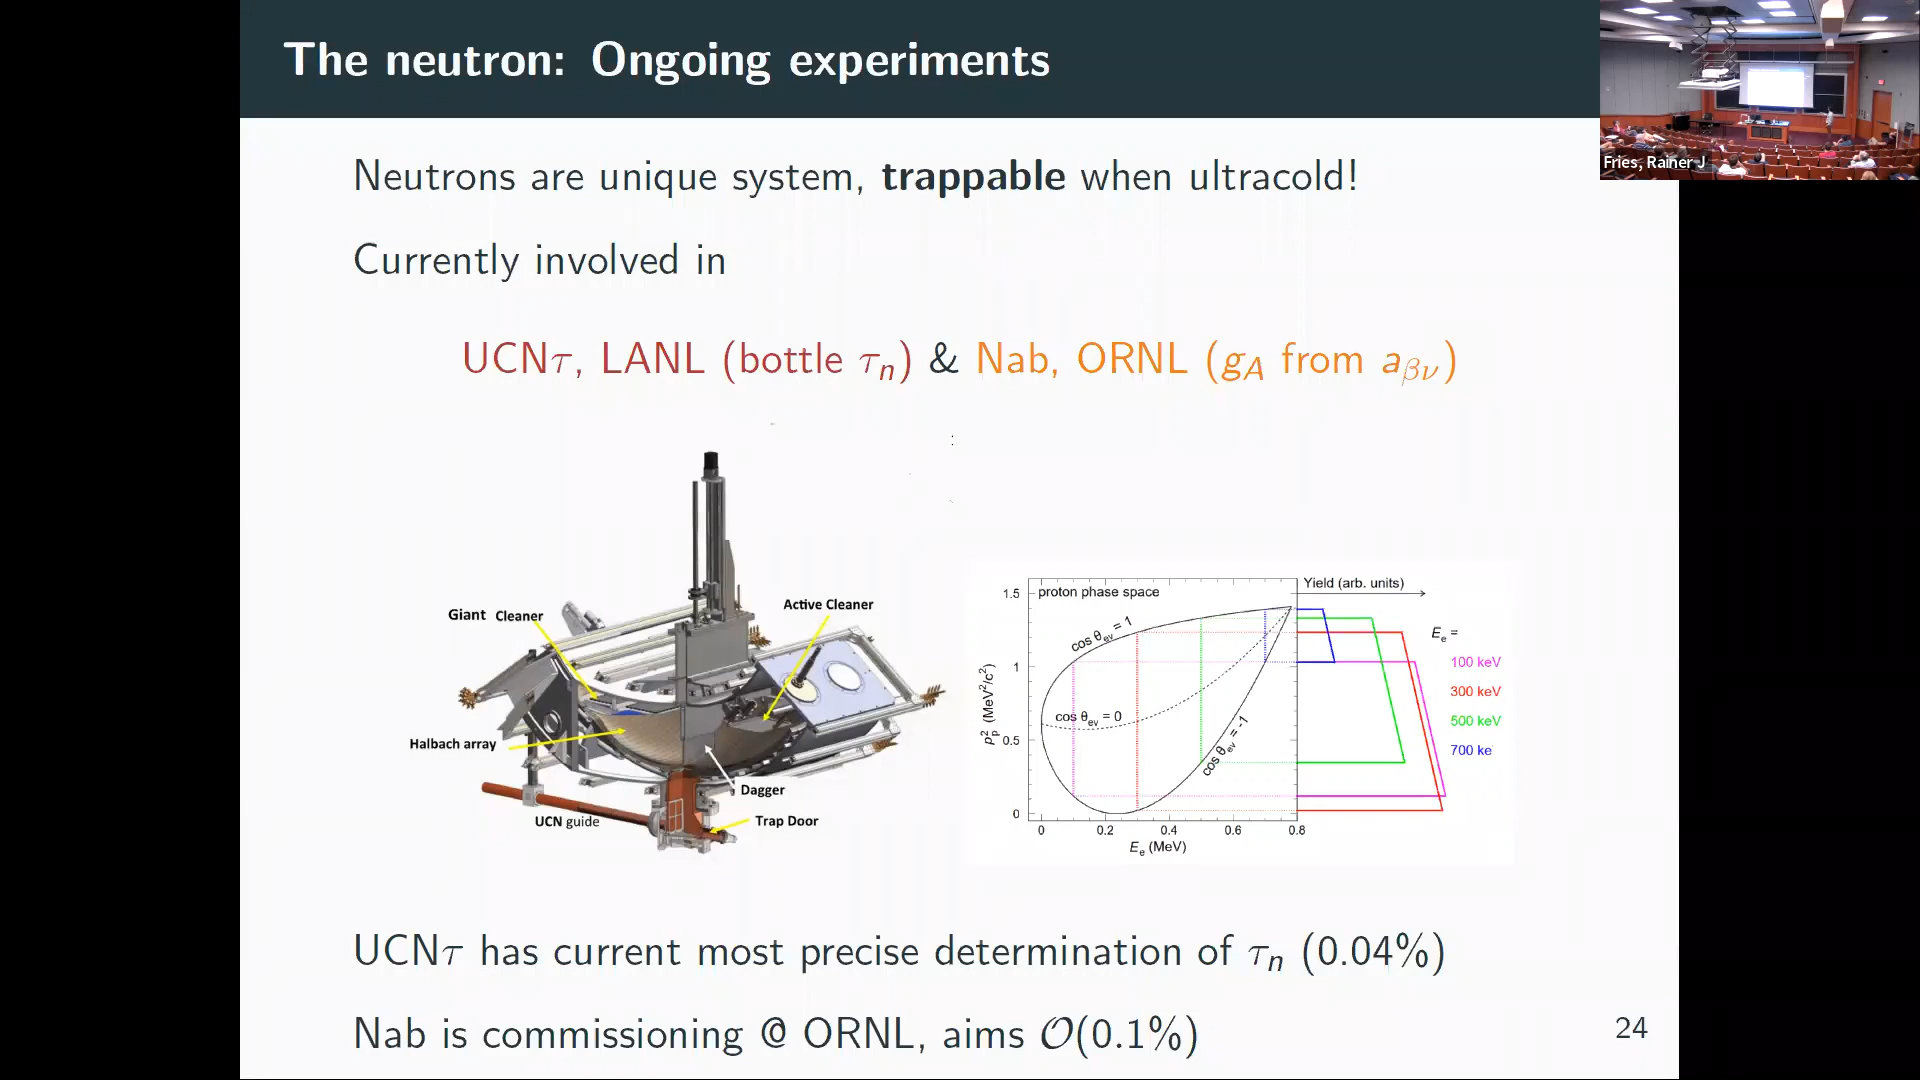 The neutron: Ongoing experiments
Fries, Rainer J
Neutrons are unique system, trappable when ultracold!
Currently involved in
UCNτ, LANL (bottle τn) & Nab, ORNL (gA from aβν)
Giant Cleaner
Active Cleaner
Halbach array
Dagger
UCN guide
Trap Door
proton phase space
Yield (arb. units)
cos θeν = 1
cos θeν = 0
cos θeν = -1
pp2 (MeV2/c2)
1.5
1
0.5
0
0 0.2 0.4 0.6 0.8
Ee (MeV)
Ee =
100 keV
300 keV
500 keV
700 ke
UCNτ has current most precise determination of τn (0.04%)
Nab is commissioning @ ORNL, aims O(0.1%)
24